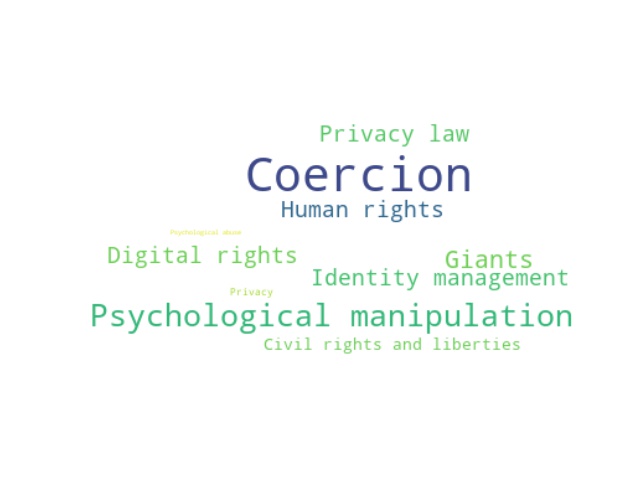 Privacy law
Coercion
Human rights
Psychological abuse
Digital rights
Giants
Identity management
Privacy
Psychological manipulation
Civil rights and liberties